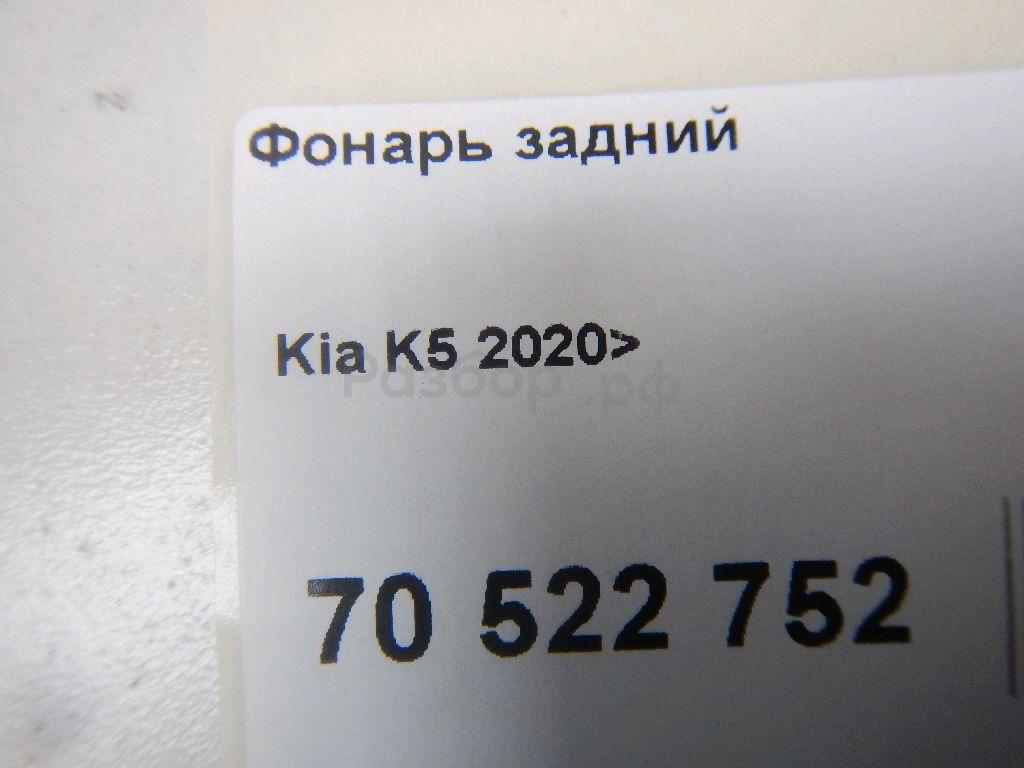 Фонарь задний
Kia K5 2020>
Разбор.рф
70 522 752